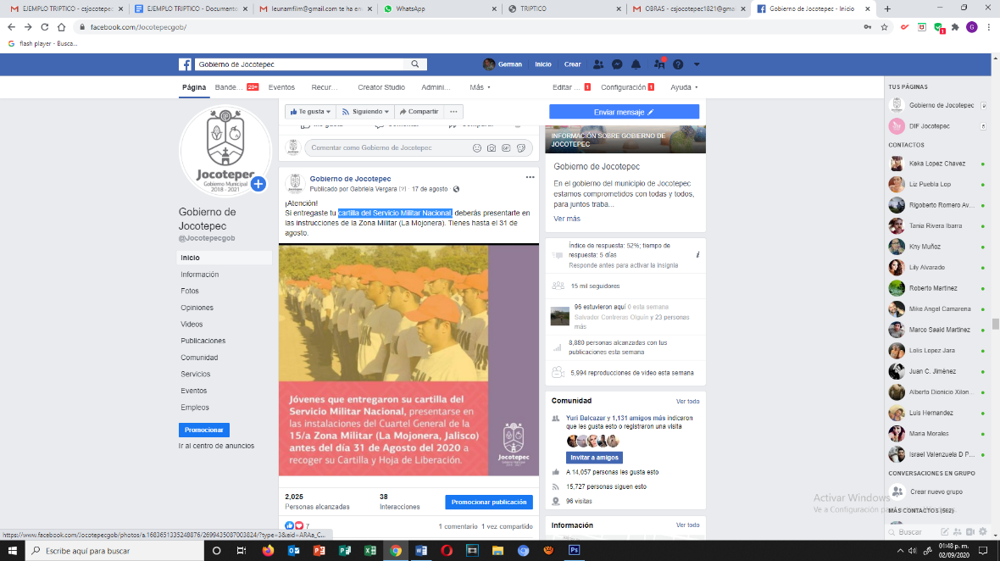 EJEMPLO TRIPTICO - csjocotepec
EJEMPLO TRIPTICO - Documento
leunamfilm@gmail.com te ha en
WhatsApp
TRIPTICO
OBRAS - csjocotepec1821@gma
Gobierno de Jocotepec - Inicio
facebook.com/Jocotepecgob/
flash player - Busca...
Gobierno de Jocotepec
German
Inicio
Crear
Página
Bande...
20+
Eventos
Recur...
Creator Studio
Admini...
Más
Editar ...
1
Configuración
1
Ayuda
Te gusta
Siguiendo
Compartir
Enviar mensaje
Jocotepec
Gobierno Municipal
2018 - 2021
Gobierno de
Jocotepec
@Jocotepecgob
Inicio
Información
Fotos
Opiniones
Videos
Publicaciones
Comunidad
Servicios
Eventos
Empleos
Promocionar
Ir al centro de anuncios
Comentar como Gobierno de Jocotepec
Gobierno de Jocotepec
Publicado por Gabriela Vergara [?] · 17 de agosto ·
¡Atención!
Si entregaste tu cartilla del Servicio Militar Nacional, deberás presentarte en
las instrucciones de la Zona Militar (La Mojonera). Tienes hasta el 31 de
agosto.
Jóvenes que entregaron su cartilla del
Servicio Militar Nacional, presentarse en
las instalaciones del Cuartel General de la
15/a Zona Militar (La Mojonera, Jalisco)
antes del día 31 de Agosto del 2020 a
recoger su Cartilla y Hoja de Liberación.
Jocotepec
2,025
Personas alcanzadas
38
Interacciones
Promocionar publicación
7
1 comentario 1 vez compartido
INFORMACIÓN SOBRE GOBIERNO DE
JOCOTEPEC
Gobierno de Jocotepec
En el gobierno del municipio de Jocotepec
estamos comprometidos con todas y todos,
para juntos traba...
Ver más
Índice de respuesta: 52%; tiempo de
respuesta: 5 días
Responde antes para activar la insignia
15 mil seguidores
96 estuvieron aquí 0 esta semana
Salvador Contreras Olguin y 23 personas
más
8,880 personas alcanzadas con tus
publicaciones esta semana
5,994 reproducciones de video esta semana
Comunidad
Ver todo
Yuri Balcazar y 1,131 amigos más indicaron
que les gusta esto o registraron una visita
Invitar a amigos
A 14,057 personas les gusta esto
15,727 personas siguen esto
96 visitas
Información
Ver todo
TUS PÁGINAS
Gobierno de Jocotepec
DIF Jocotepec
CONTACTOS
Keka Lopez Chavez
Liz Puebla Lop
Rigoberto Romero Av...
Tania Rivera Ibarra
Kny Muñoz
Lily Alvarado
Roberto Martinez
Mike Angel Camarena
Marco Saaid Martinez
Lolis Lopez Jara
Juan C. Jiménez
Alberto Dionicio Xilon...
Luis Hernandez
Maria Morales
Israel Valenzuela D P...
CONVERSACIONES EN GRUPO
Crear nuevo grupo
MÁS CONTACTOS (562)
Buscar
Activar Windows
Ve a Configuración para
https://www.facebook.com/Jocotepecgob/photos/a.1683651335248876/2699435087003824/?type=3&eid=ARAa_C...
Escribe aquí para buscar
01:48 p. m.
02/09/2020